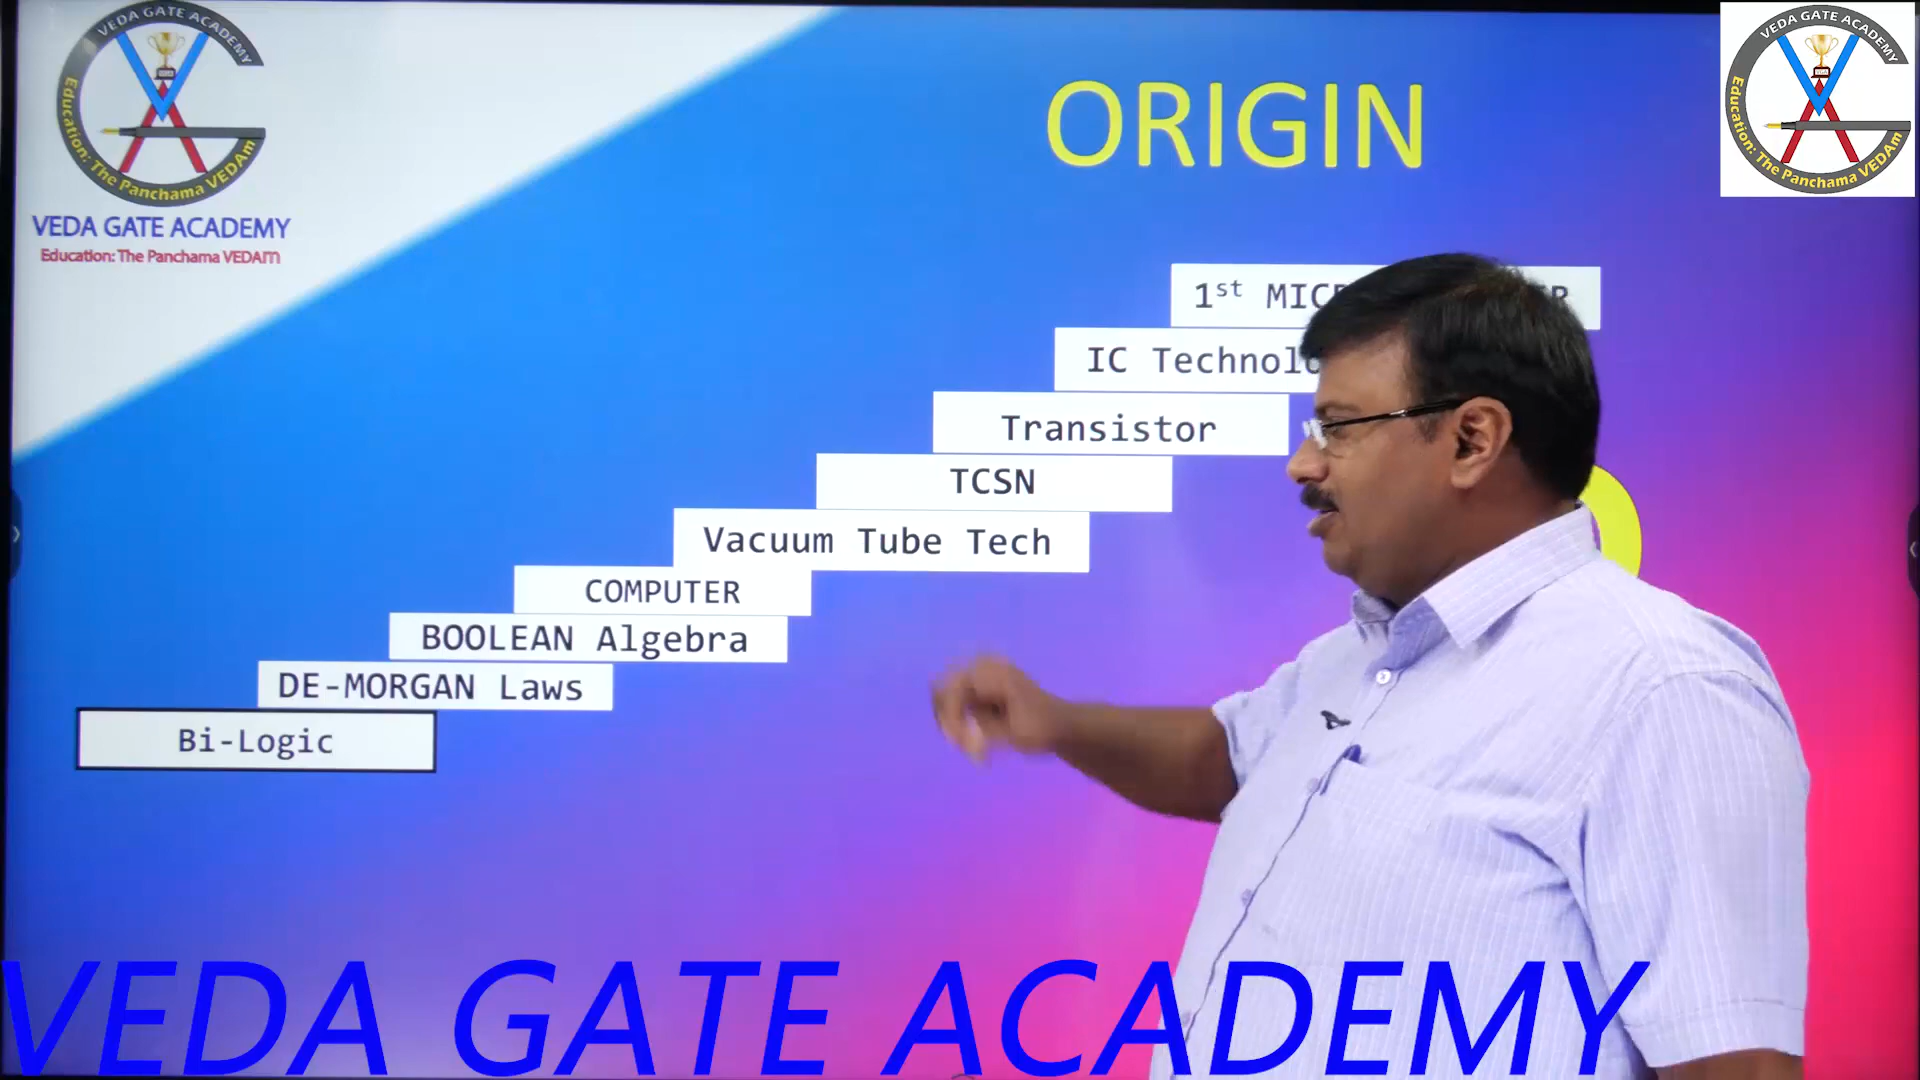 VEDA GATE ACADEMY
Education: The Panchama VEDAm
VEDA GATE ACADEMY
Education: The Panchama VEDAm
ORIGIN
VEDA GATE ACADEMY
Education: The Panchama VEDAm
1st
IC
Transistor
TCSN
Vacuum Tube Tech
COMPUTER
BOOLEAN Algebra
DE-MORGAN Laws
Bi-Logic
VEDA GATE ACADEMY